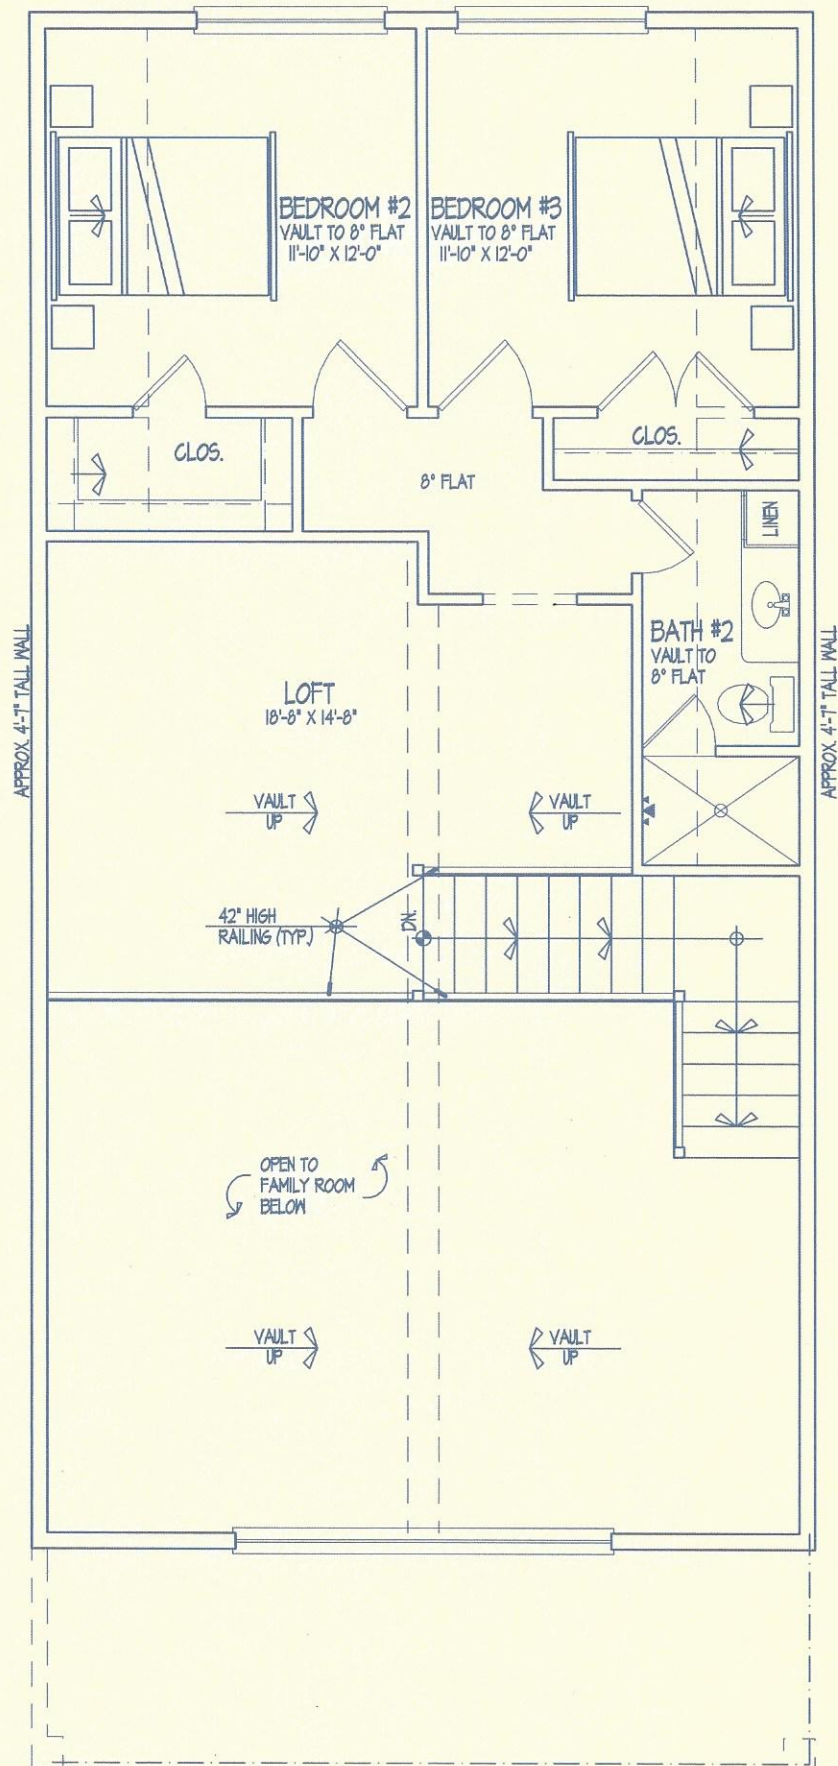 BEDROOM #2
VAULT TO 8° FLAT
11'-10" X 12'-0"
BEDROOM #3
VAULT TO 8° FLAT
11'-10" X 12'-0"
CLOS.
CLOS.
8° FLAT
LINEN
BATH #2
VAULT TO
8° FLAT
APPROX. 4'-7" TALL WALL
APPROX. 4'-7" TALL WALL
LOFT
18'-8" X 14'-8"
VAULT
UP
VAULT
UP
42" HIGH
RAILING (TYP.)
DN.
OPEN TO
FAMILY ROOM
BELOW
VAULT
UP
VAULT
UP